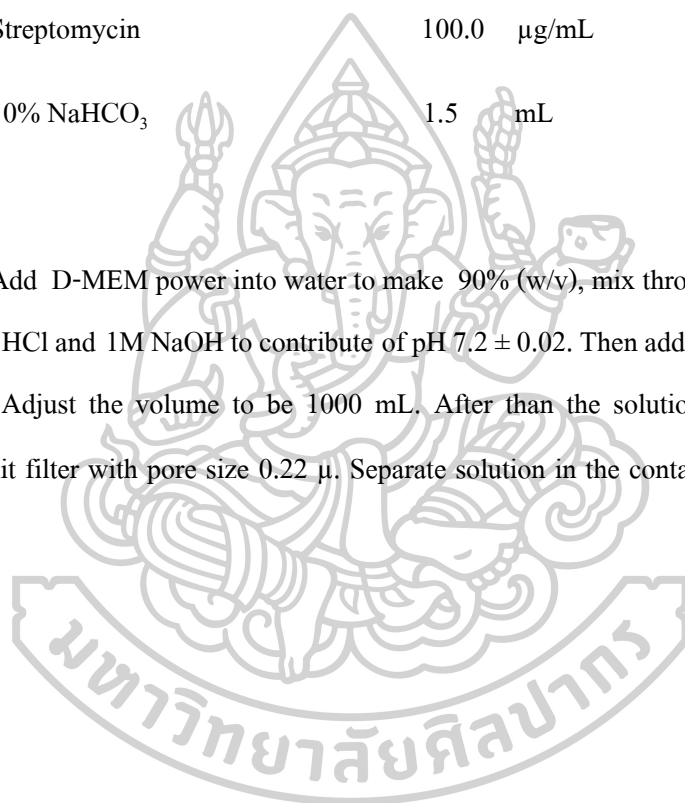 Streptomycin 100.0 µg/mL
0% NaHCO₃ 1.5 mL
Add D-MEM power into water to make 90% (w/v), mix thro
HCl and 1M NaOH to contribute of pH 7.2 ± 0.02. Then add
Adjust the volume to be 1000 mL. After than the solutio
it filter with pore size 0.22 µ. Separate solution in the conta
มหาวิทยาลัยศิลปากร